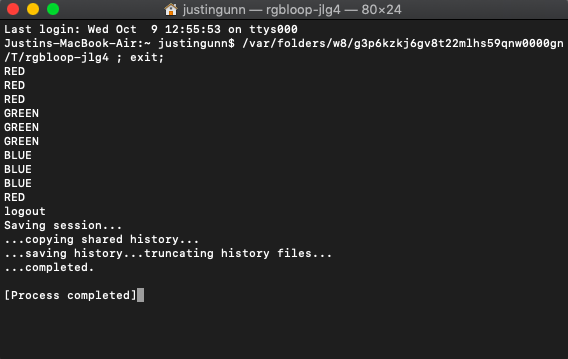 justingunn — rgbloop-jlg4 — 80×24
Last login: Wed Oct  9 12:55:53 on ttys000
Justins-MacBook-Air:~ justingunn$ /var/folders/w8/g3p6kzkj6gv8t22mlhs59qnw0000gn
/T/rgbloop-jlg4 ; exit;
RED
RED
RED
GREEN
GREEN
GREEN
BLUE
BLUE
BLUE
RED
logout
Saving session...
...copying shared history...
...saving history...truncating history files...
...completed.
[Process completed]